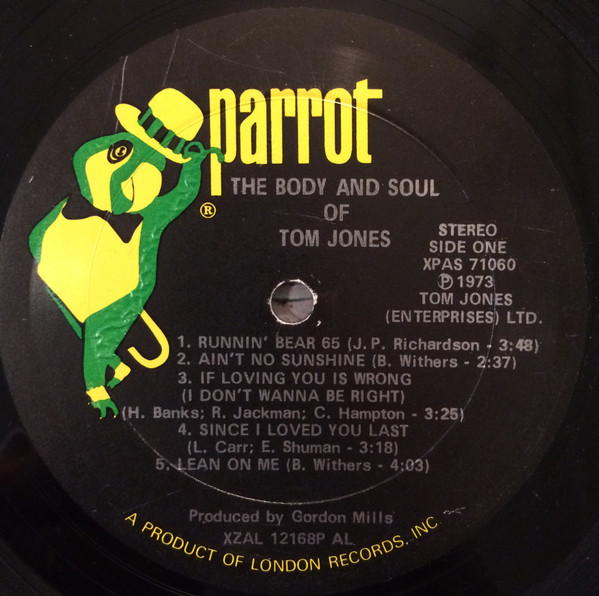 parrot
®
THE BODY AND SOUL
OF
TOM JONES
STEREO
SIDE ONE
XPAS 71060
℗ 1973
TOM JONES
(ENTERPRISES) LTD.
1. RUNNIN' BEAR 65 (J. P. Richardson - 3:48)
2. AIN'T NO SUNSHINE (B. Withers - 2:37)
3. IF LOVING YOU IS WRONG
(I DON'T WANNA BE RIGHT)
(H. Banks; R. Jackman; C. Hampton - 3:25)
4. SINCE I LOVED YOU LAST
(L. Carr; E. Shuman - 3:18)
5. LEAN ON ME (B. Withers - 4:03)
Produced by Gordon Mills
XZAL 12168P AL
A PRODUCT OF LONDON RECORDS, INC